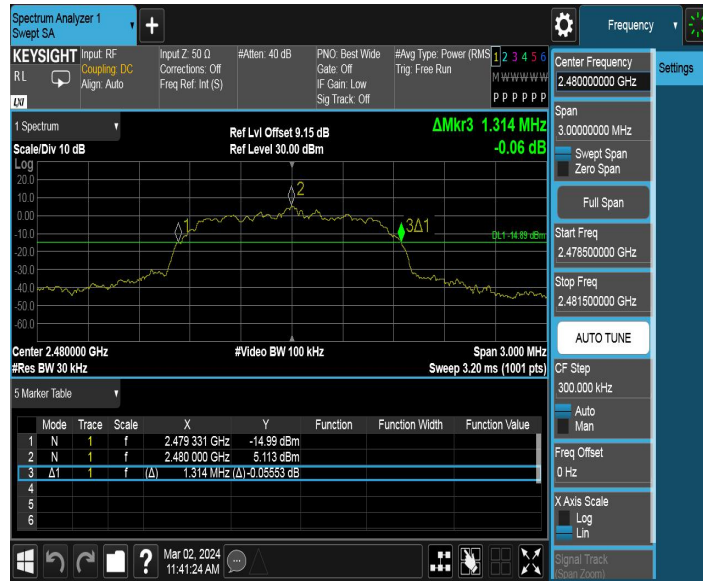 Spectrum Analyzer 1
Swept SA
+
Frequency
KEYSIGHT
RL
LXI
Input: RF
Coupling: DC
Align: Auto
Input Z: 50 Ω
Corrections: Off
Freq Ref: Int (S)
#Atten: 40 dB
PNO: Best Wide
Gate: Off
IF Gain: Low
Sig Track: Off
#Avg Type: Power (RMS
Trig: Free Run
1 2 3 4 5 6
M W W W W W
P P P P P P
1 Spectrum
Scale/Div 10 dB
Ref Lvl Offset 9.15 dB
Ref Level 30.00 dBm
ΔMkr3 1.314 MHz
-0.06 dB
Log
20.0
10.0
0.00
-10.0
-20.0
-30.0
-40.0
-50.0
-60.0
1
2
3Δ1
DL1 -14.89 dBm
Center 2.480000 GHz
#Video BW 100 kHz
Span 3.000 MHz
#Res BW 30 kHz
Sweep 3.20 ms (1001 pts)
5 Marker Table
Mode Trace Scale X Y Function Function Width Function Value
1 N 1 f 2.479 331 GHz -14.99 dBm
2 N 1 f 2.480 000 GHz 5.113 dBm
3 Δ1 1 f (Δ) 1.314 MHz (Δ) -0.05553 dB
4
5
6
?
Mar 02, 2024
11:41:24 AM
Center Frequency
2.480000000 GHz
Settings
Span
3.00000000 MHz
Swept Span
Zero Span
Full Span
Start Freq
2.478500000 GHz
Stop Freq
2.481500000 GHz
AUTO TUNE
CF Step
300.000 kHz
Auto
Man
Freq Offset
0 Hz
X Axis Scale
Log
Lin
Signal Track
(Span Zoom)